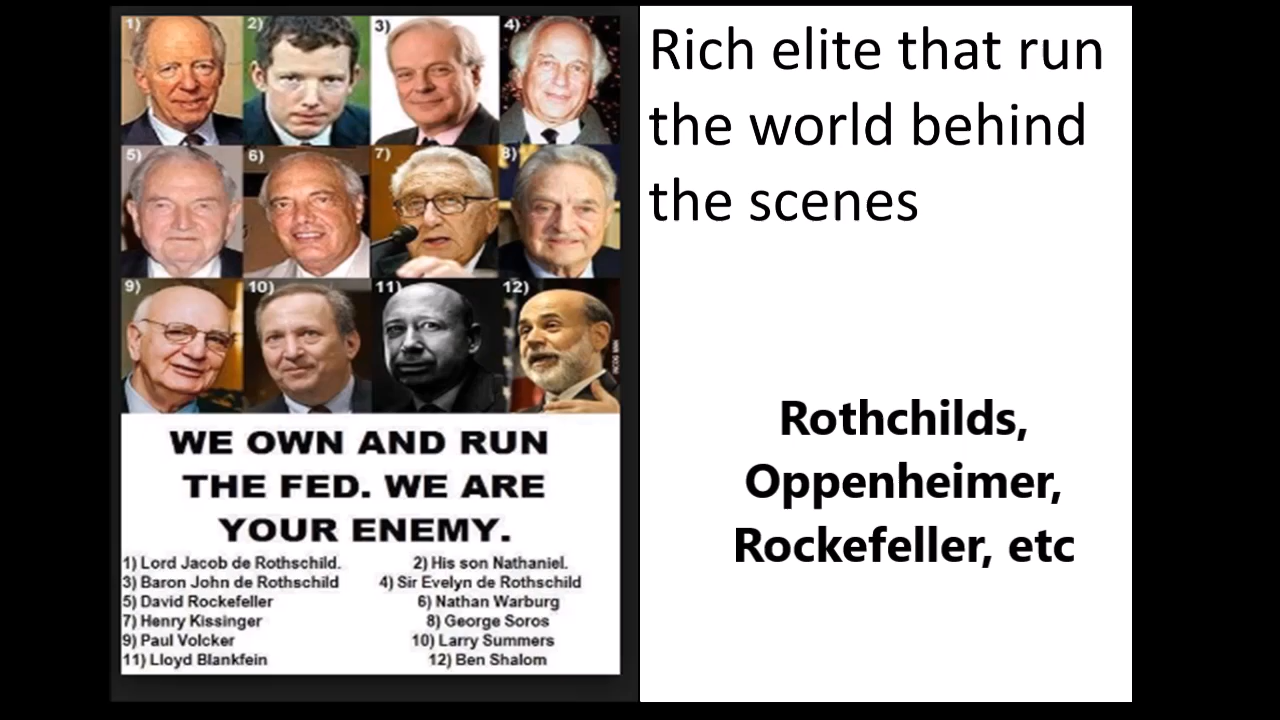 1) 2) 3) 4)
5) 6) 7) 8)
9) 10) 11) 12)
WE OWN AND RUN
THE FED. WE ARE
YOUR ENEMY.
1) Lord Jacob de Rothschild. 2) His son Nathaniel.
3) Baron John de Rothschild 4) Sir Evelyn de Rothschild
5) David Rockefeller 6) Nathan Warburg
7) Henry Kissinger 8) George Soros
9) Paul Volcker 10) Larry Summers
11) Lloyd Blankfein 12) Ben Shalom
Rich elite that run
the world behind
the scenes
Rothchilds,
Oppenheimer,
Rockefeller, etc